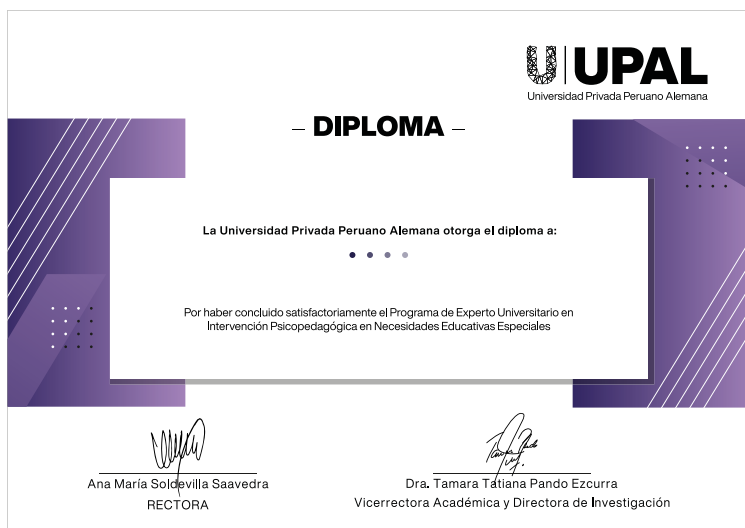 UPAL
Universidad Privada Peruano Alemana
– DIPLOMA –
La Universidad Privada Peruano Alemana otorga el diploma a:
Por haber concluido satisfactoriamente el Programa de Experto Universitario en
Intervención Psicopedagógica en Necesidades Educativas Especiales
Ana María Soldevilla Saavedra
RECTORA
Dra. Tamara Tatiana Pando Ezcurra
Vicerrectora Académica y Directora de Investigación